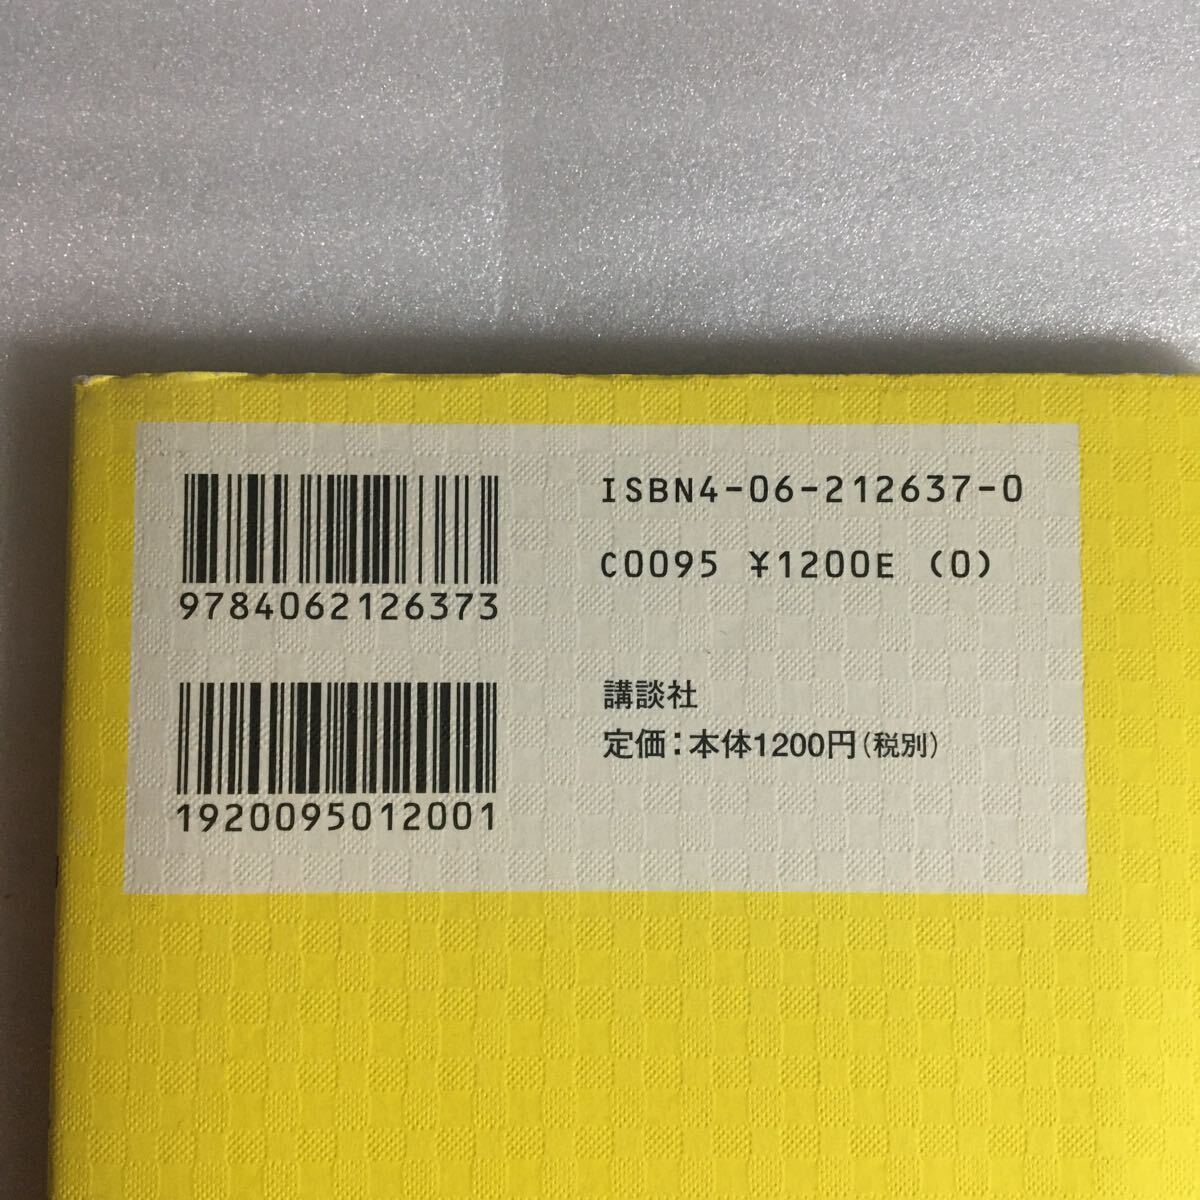 ISBN4-06-212637-0
C0095 ¥1200E (0)
9784062126373
講談社
定価：本体1200円（税別）
1920095012001